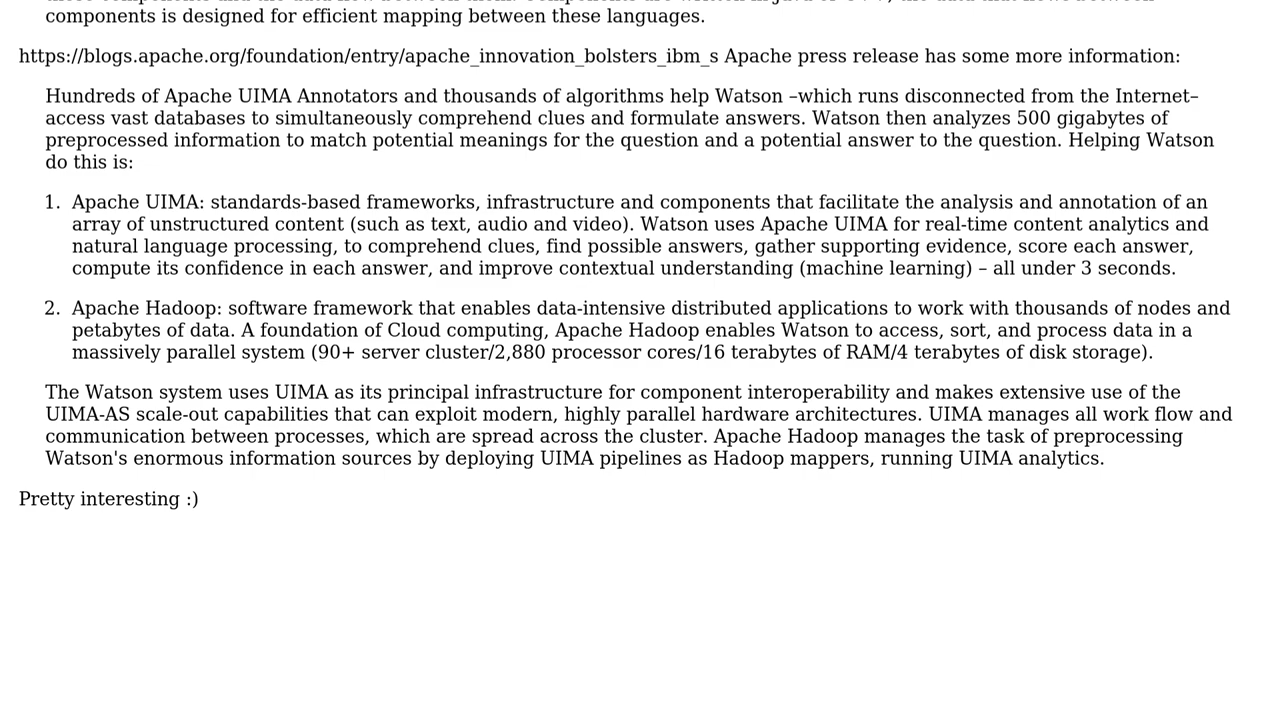 components is designed for efficient mapping between these languages.
https://blogs.apache.org/foundation/entry/apache_innovation_bolsters_ibm_s Apache press release has some more information:
Hundreds of Apache UIMA Annotators and thousands of algorithms help Watson –which runs disconnected from the Internet–
access vast databases to simultaneously comprehend clues and formulate answers. Watson then analyzes 500 gigabytes of
preprocessed information to match potential meanings for the question and a potential answer to the question. Helping Watson
do this is:
1. Apache UIMA: standards-based frameworks, infrastructure and components that facilitate the analysis and annotation of an
array of unstructured content (such as text, audio and video). Watson uses Apache UIMA for real-time content analytics and
natural language processing, to comprehend clues, find possible answers, gather supporting evidence, score each answer,
compute its confidence in each answer, and improve contextual understanding (machine learning) – all under 3 seconds.
2. Apache Hadoop: software framework that enables data-intensive distributed applications to work with thousands of nodes and
petabytes of data. A foundation of Cloud computing, Apache Hadoop enables Watson to access, sort, and process data in a
massively parallel system (90+ server cluster/2,880 processor cores/16 terabytes of RAM/4 terabytes of disk storage).
The Watson system uses UIMA as its principal infrastructure for component interoperability and makes extensive use of the
UIMA-AS scale-out capabilities that can exploit modern, highly parallel hardware architectures. UIMA manages all work flow and
communication between processes, which are spread across the cluster. Apache Hadoop manages the task of preprocessing
Watson's enormous information sources by deploying UIMA pipelines as Hadoop mappers, running UIMA analytics.
Pretty interesting :)